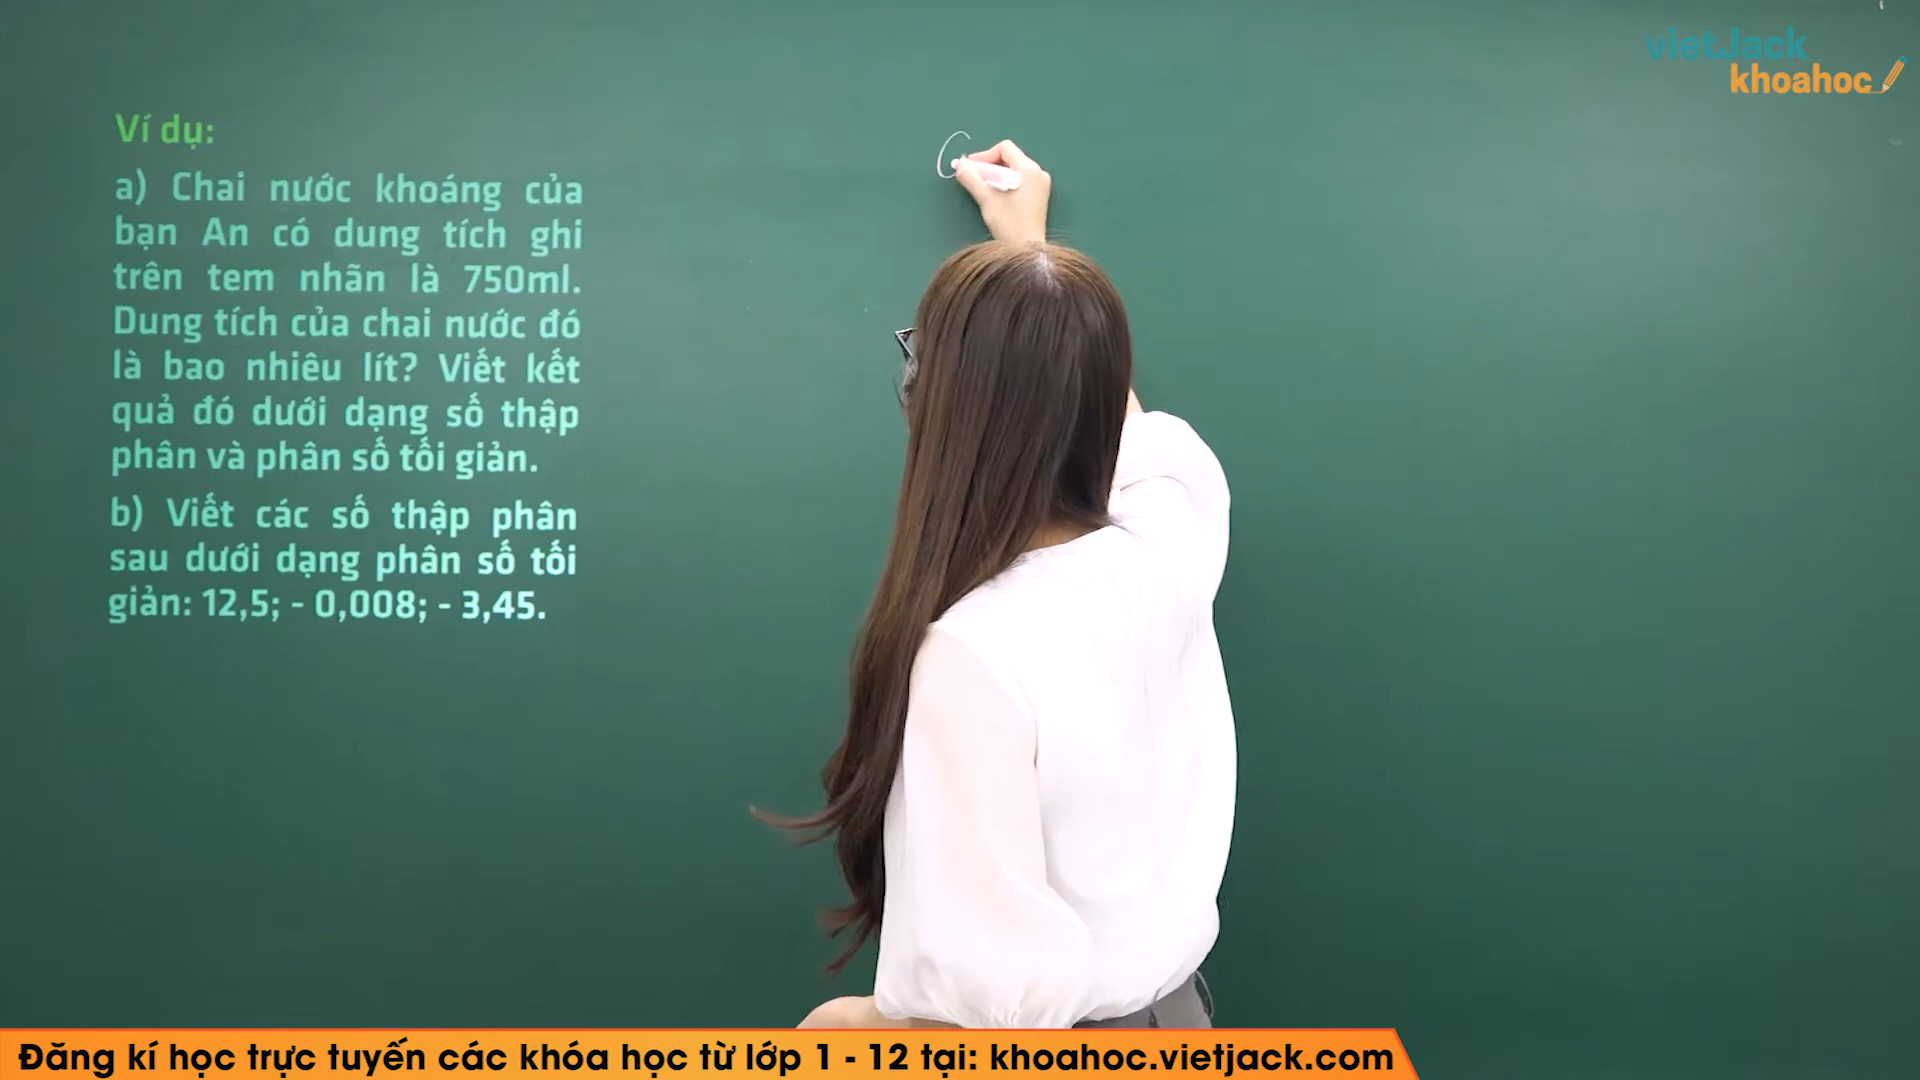 vietJack
khoahoc
Ví dụ:
a) Chai nước khoáng của
bạn An có dung tích ghi
trên tem nhãn là 750ml.
Dung tích của chai nước đó
là bao nhiêu lít? Viết kết
quả đó dưới dạng số thập
phân và phân số tối giản.
b) Viết các số thập phân
sau dưới dạng phân số tối
giản: 12,5; - 0,008; - 3,45.
Đăng kí học trực tuyến các khóa học từ lớp 1 - 12 tại: khoahoc.vietjack.com